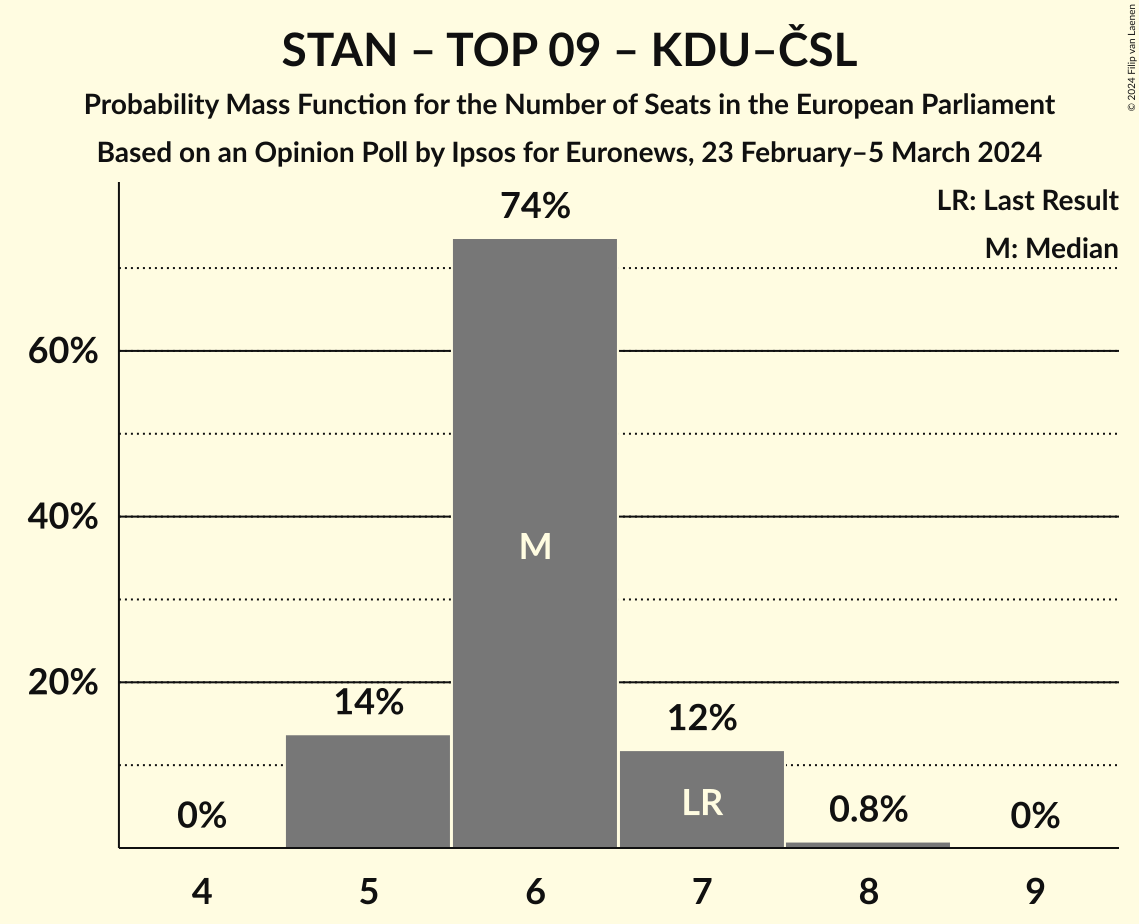 STAN – TOP 09 – KDU–ČSL
Probability Mass Function for the Number of Seats in the European Parliament
Based on an Opinion Poll by Ipsos for Euronews, 23 February–5 March 2024
© 2024 Filip van Laenen
LR: Last Result
M: Median
74%
60%
40%
M
20%
14%
12%
LR
0%
0.8%
0%
4 5 6 7 8 9